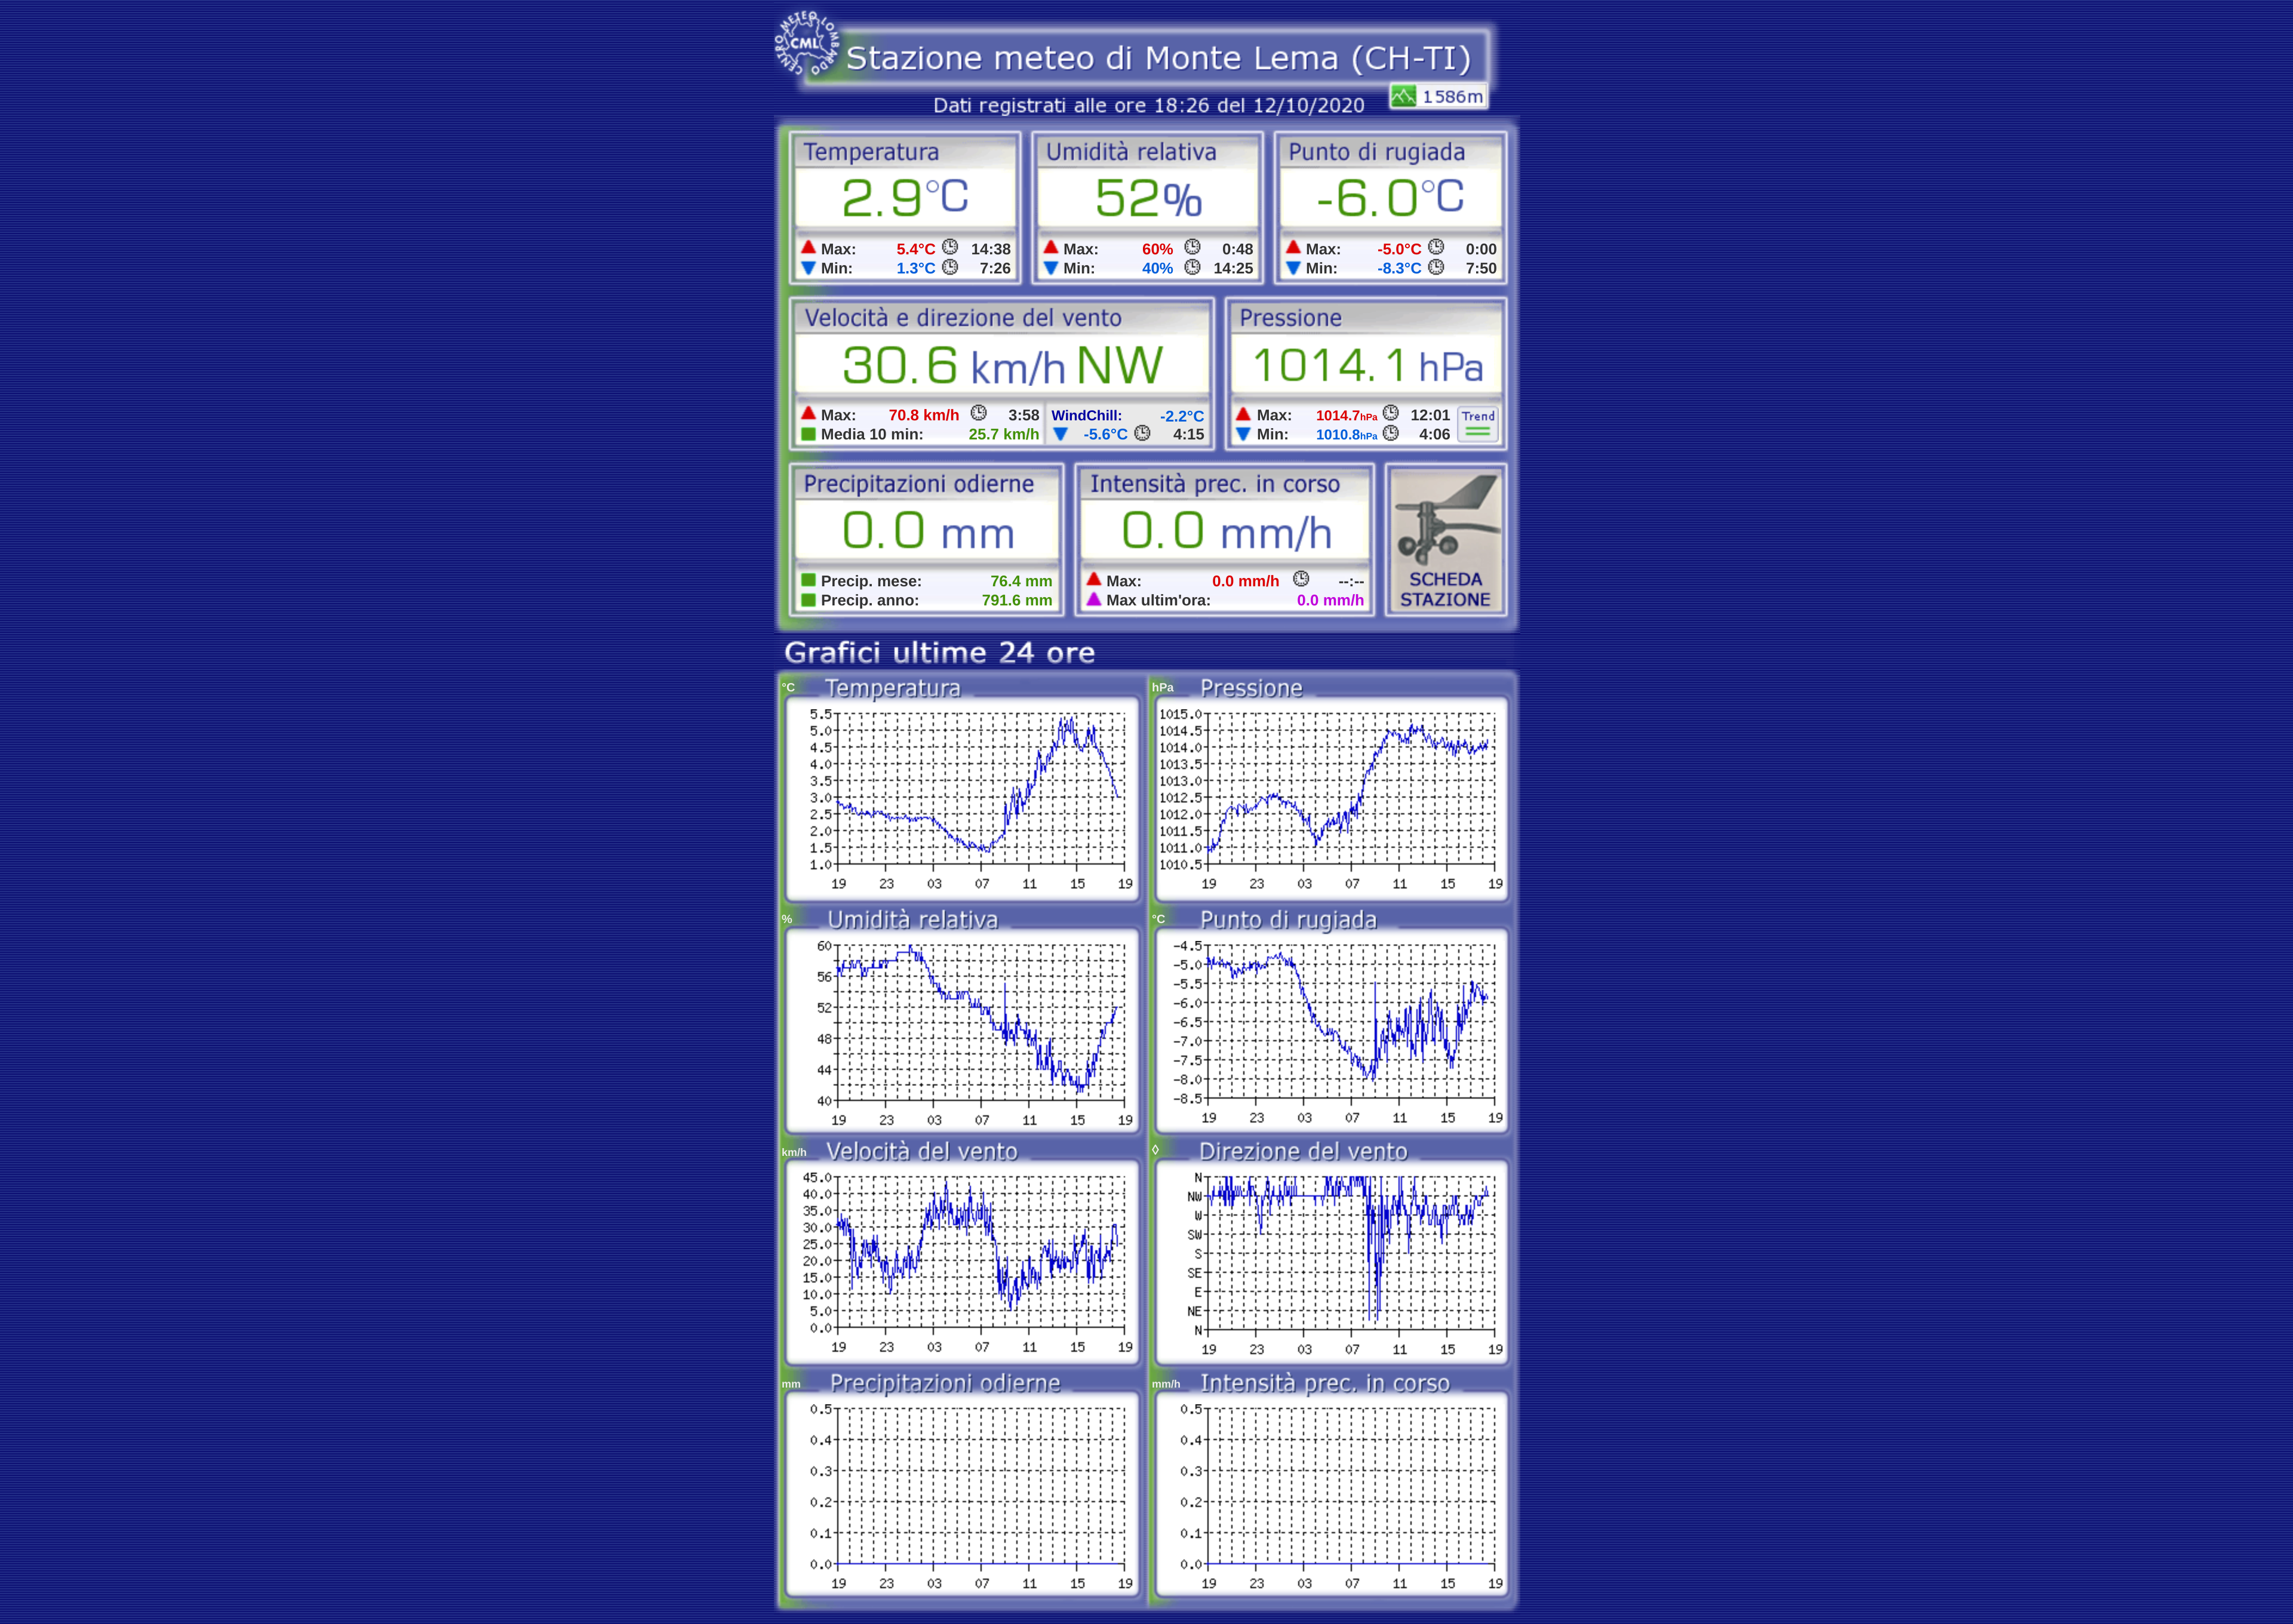 CENTRO METEO LOMBARDO
CML
Stazione meteo di Monte Lema (CH-TI)
1586m
Dati registrati alle ore 18:26 del 12/10/2020
Temperatura
2.9°C
Max: 5.4°C 14:38
Min: 1.3°C 7:26
Umidità relativa
52%
Max: 60% 0:48
Min: 40% 14:25
Punto di rugiada
-6.0°C
Max: -5.0°C 0:00
Min: -8.3°C 7:50
Velocità e direzione del vento
30.6 km/h NW
Max: 70.8 km/h 3:58
Media 10 min: 25.7 km/h
WindChill: -2.2°C
-5.6°C 4:15
Pressione
1014.1 hPa
Max: 1014.7hPa 12:01
Min: 1010.8hPa 4:06
Trend
Precipitazioni odierne
0.0 mm
Precip. mese: 76.4 mm
Precip. anno: 791.6 mm
Intensità prec. in corso
0.0 mm/h
Max: 0.0 mm/h --:--
Max ultim'ora: 0.0 mm/h
SCHEDA
STAZIONE
Grafici ultime 24 ore
°C Temperatura
5.5
5.0
4.5
4.0
3.5
3.0
2.5
2.0
1.5
1.0
19 23 03 07 11 15 19
hPa Pressione
1015.0
1014.5
1014.0
1013.5
1013.0
1012.5
1012.0
1011.5
1011.0
1010.5
19 23 03 07 11 15 19
% Umidità relativa
60
56
52
48
44
40
19 23 03 07 11 15 19
°C Punto di rugiada
-4.5
-5.0
-5.5
-6.0
-6.5
-7.0
-7.5
-8.0
-8.5
19 23 03 07 11 15 19
km/h Velocità del vento
45.0
40.0
35.0
30.0
25.0
20.0
15.0
10.0
5.0
0.0
19 23 03 07 11 15 19
◊ Direzione del vento
N
NW
W
SW
S
SE
E
NE
N
19 23 03 07 11 15 19
mm Precipitazioni odierne
0.5
0.4
0.3
0.2
0.1
0.0
19 23 03 07 11 15 19
mm/h Intensità prec. in corso
0.5
0.4
0.3
0.2
0.1
0.0
19 23 03 07 11 15 19